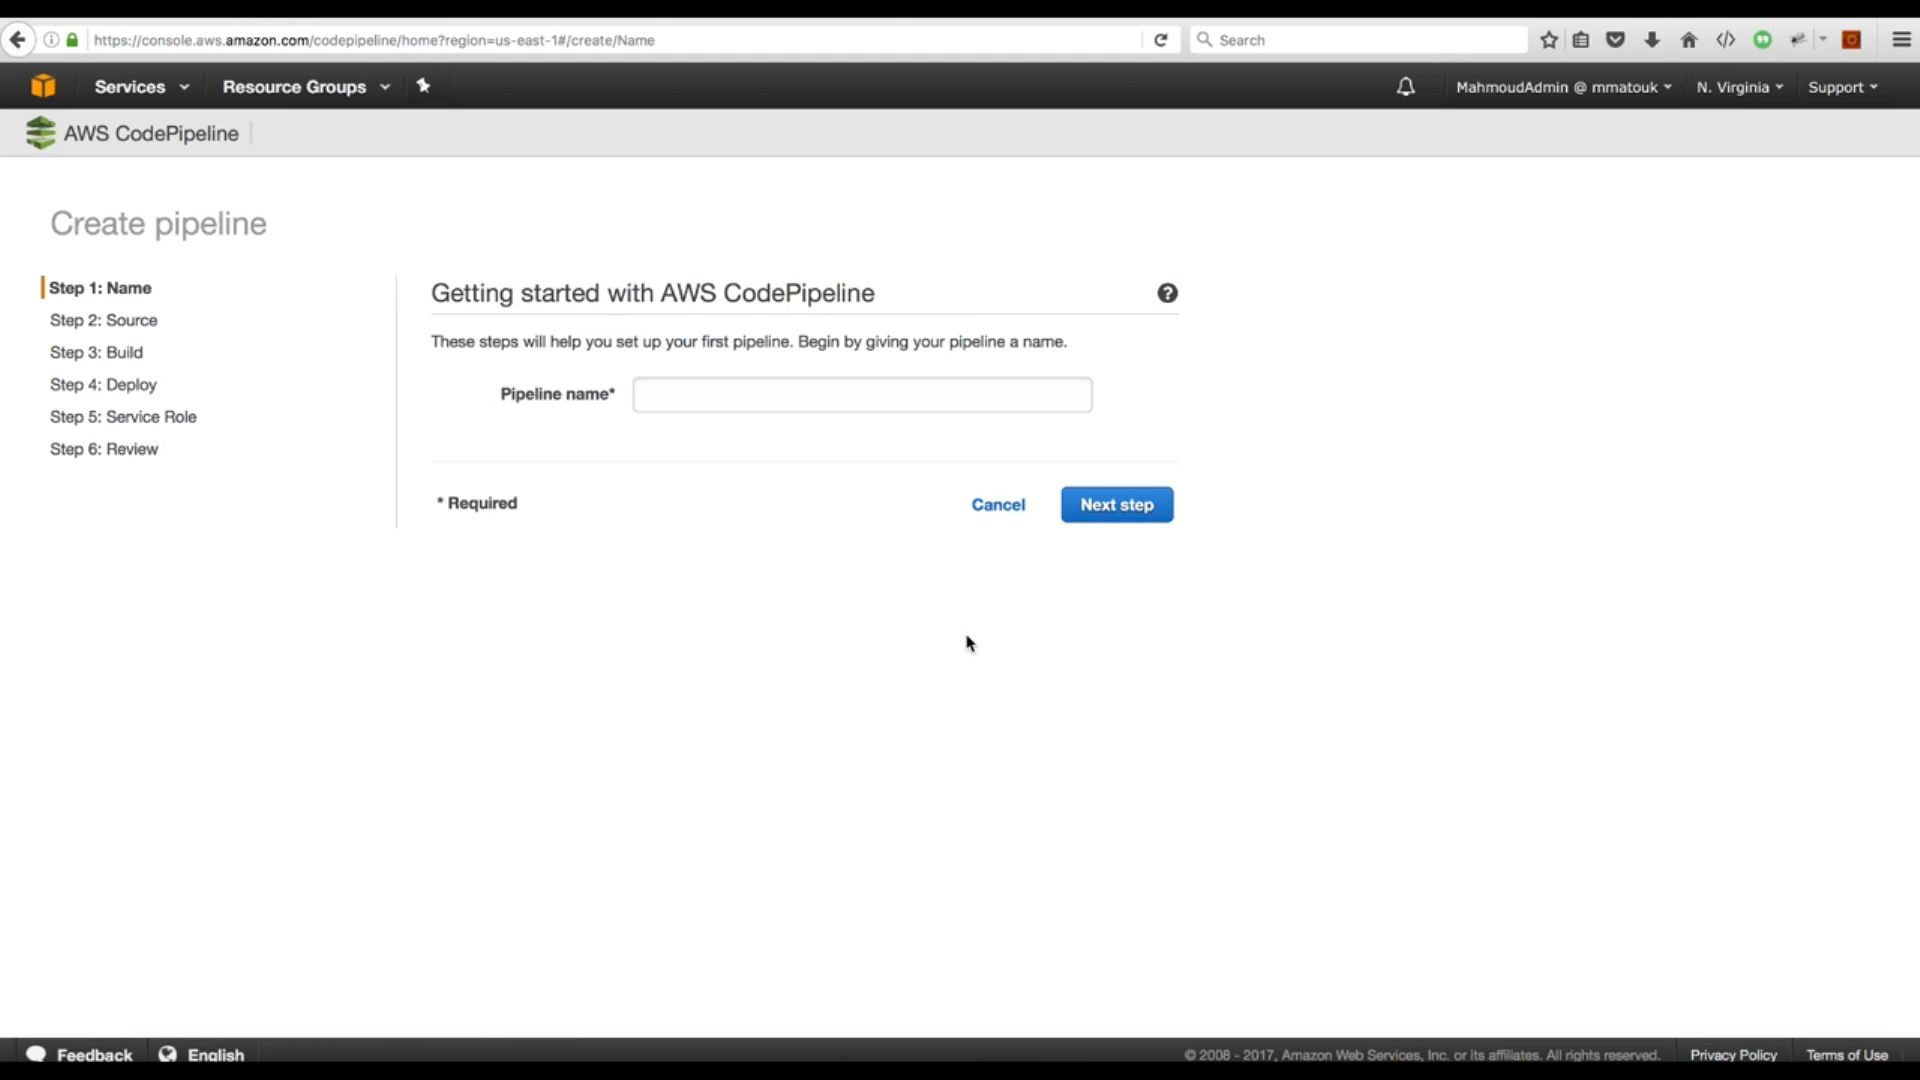 https://console.aws.amazon.com/codepipeline/home?region=us-east-1#/create/Name
Search
Services
Resource Groups
MahmoudAdmin @ mmatouk
N. Virginia
Support
AWS CodePipeline
Create pipeline
Step 1: Name
Step 2: Source
Step 3: Build
Step 4: Deploy
Step 5: Service Role
Step 6: Review
Getting started with AWS CodePipeline
These steps will help you set up your first pipeline. Begin by giving your pipeline a name.
Pipeline name*
* Required
Cancel
Next step
Feedback
English
© 2008 - 2017, Amazon Web Services, Inc. or its affiliates. All rights reserved.
Privacy Policy
Terms of Use